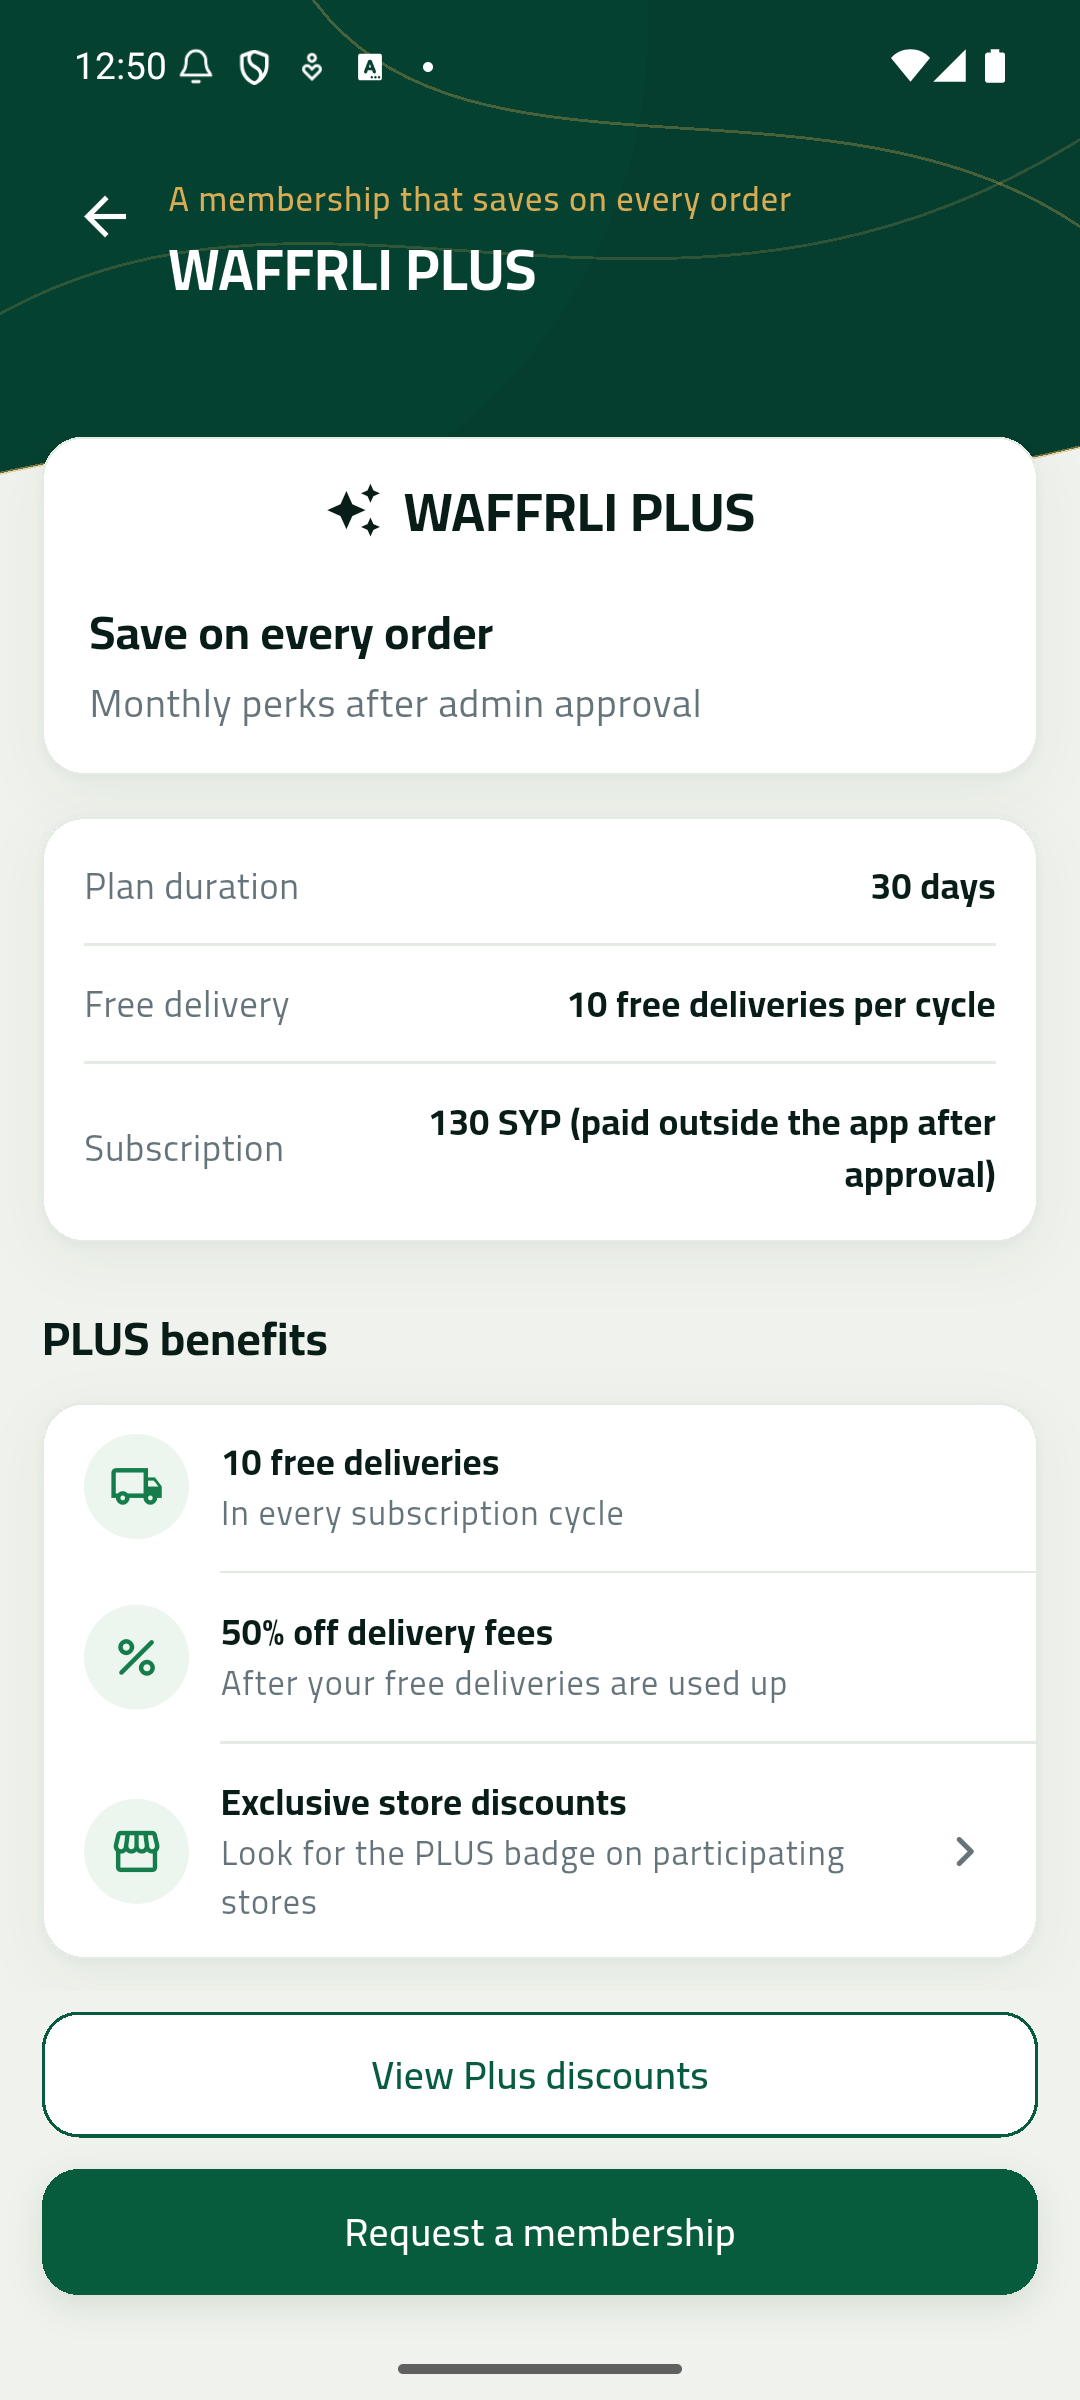 12:50
A membership that saves on every order
WAFFRLI PLUS
WAFFRLI PLUS
Save on every order
Monthly perks after admin approval
Plan duration
30 days
Free delivery
10 free deliveries per cycle
Subscription
130 SYP (paid outside the app after
approval)
PLUS benefits
10 free deliveries
In every subscription cycle
50% off delivery fees
After your free deliveries are used up
Exclusive store discounts
Look for the PLUS badge on participating
stores
View Plus discounts
Request a membership